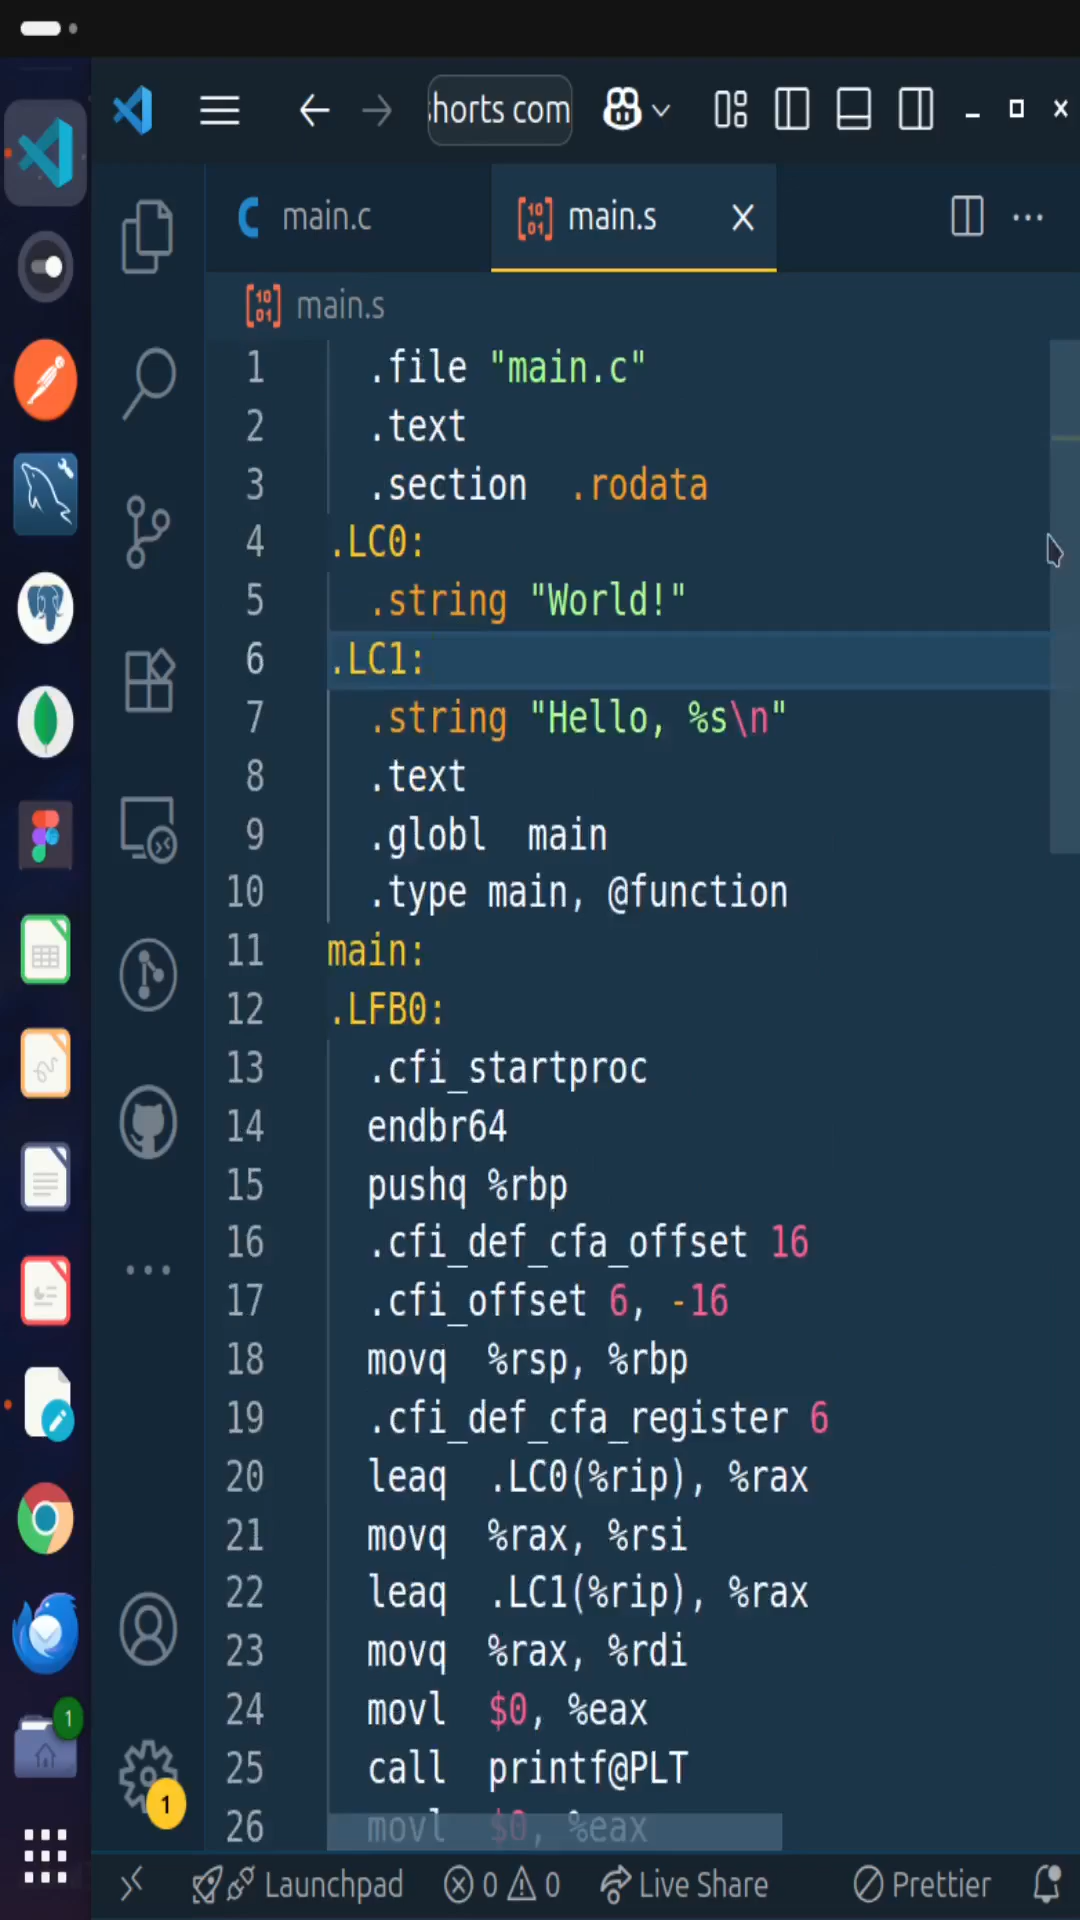 horts com
main.c
main.s
main.s
1 .file "main.c"
2 .text
3 .section .rodata
4 .LC0:
5 .string "World!"
6 .LC1:
7 .string "Hello, %s\n"
8 .text
9 .globl main
10 .type main, @function
11 main:
12 .LFB0:
13 .cfi_startproc
14 endbr64
15 pushq %rbp
16 .cfi_def_cfa_offset 16
17 .cfi_offset 6, -16
18 movq %rsp, %rbp
19 .cfi_def_cfa_register 6
20 leaq .LC0(%rip), %rax
21 movq %rax, %rsi
22 leaq .LC1(%rip), %rax
23 movq %rax, %rdi
24 movl $0, %eax
25 call printf@PLT
26 movl $0, %eax
1
1
Launchpad 0 0 Live Share Prettier